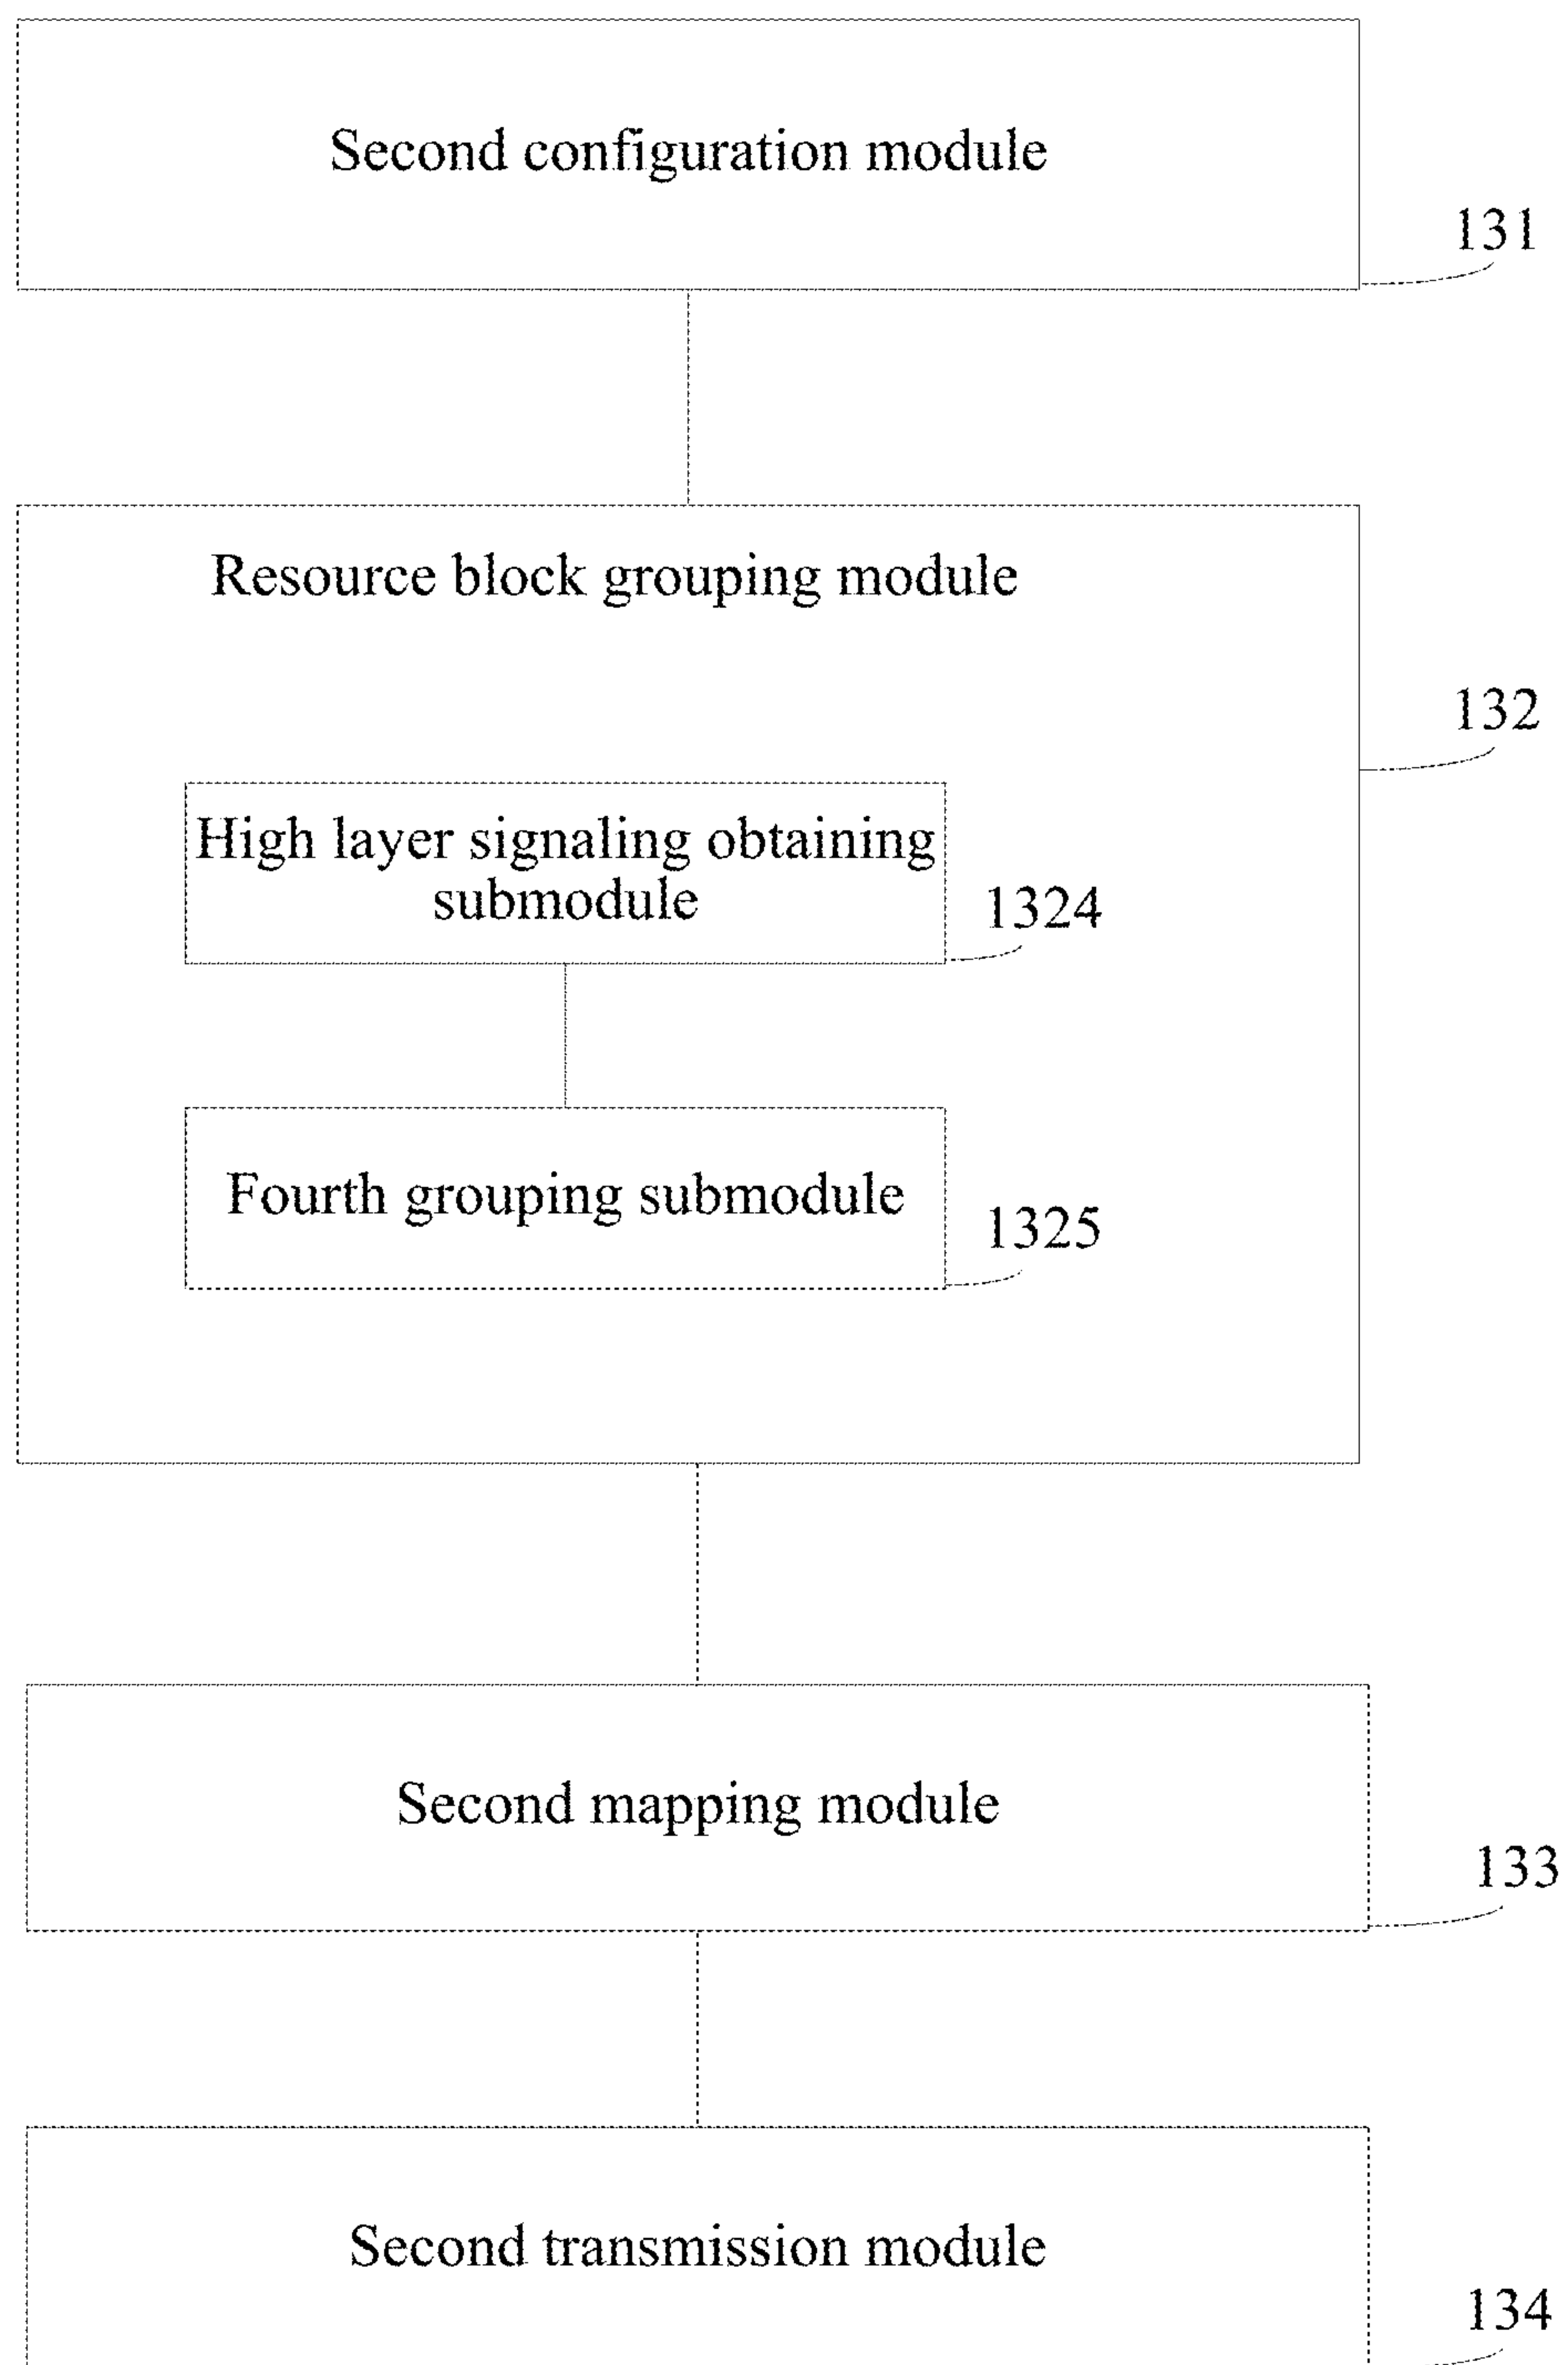 Second configuration module
131
Resource block grouping module
132
High layer signaling obtaining
submodule
1324
Fourth grouping submodule
1325
Second mapping module
133
Second transmission module
134